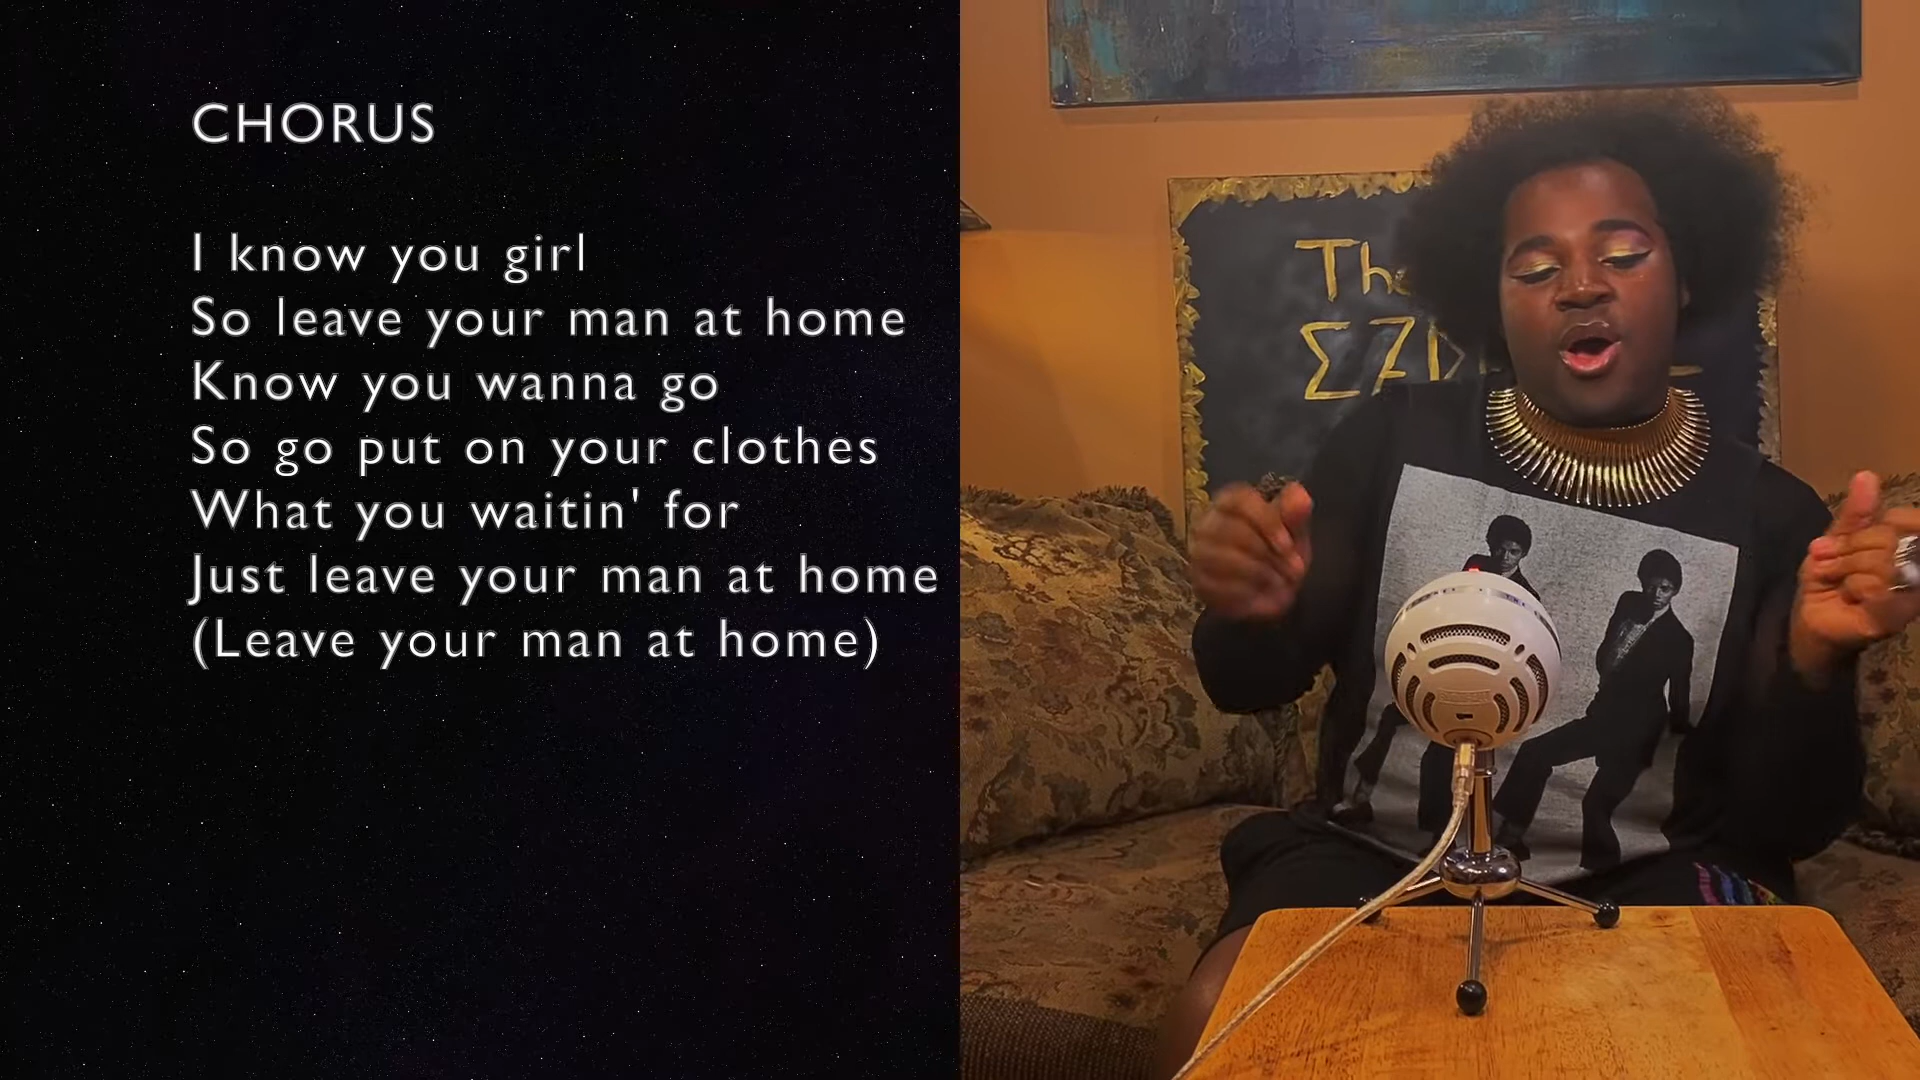 CHORUS
I know you girl
So leave your man at home
Know you wanna go
So go put on your clothes
What you waitin' for
Just leave your man at home
(Leave your man at home)